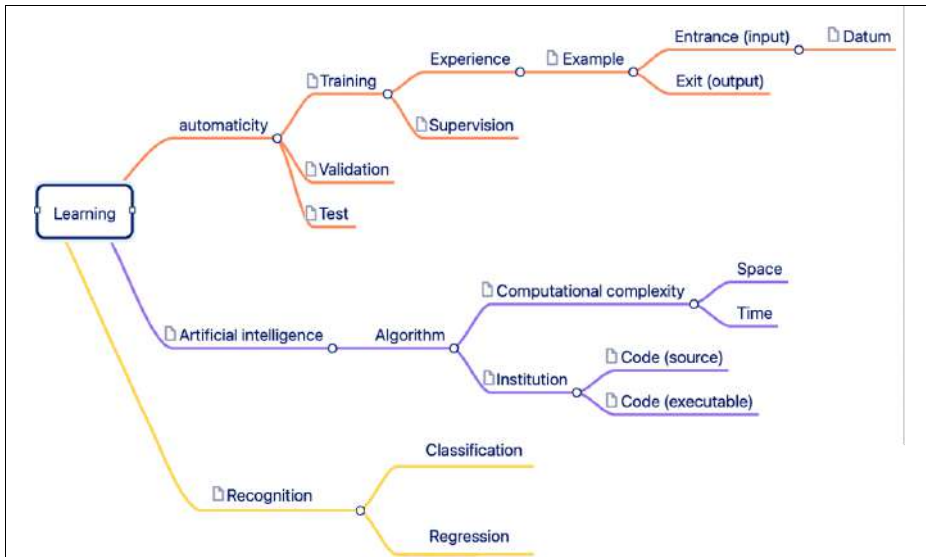 Learning
automaticity
Training
Experience
Example
Entrance (input)
Datum
Exit (output)
Supervision
Validation
Test
Artificial intelligence
Algorithm
Computational complexity
Space
Time
Institution
Code (source)
Code (executable)
Recognition
Classification
Regression